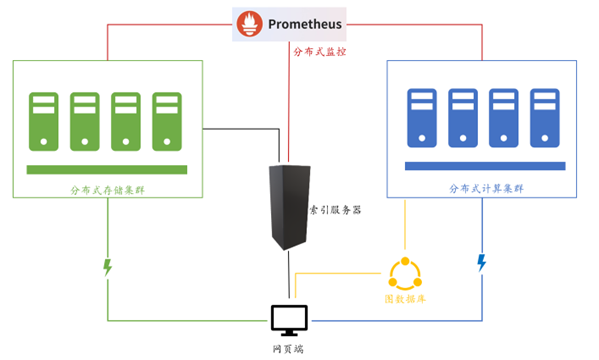 Prometheus
分布式监控
分布式存储集群
分布式计算集群
索引服务器
图数据库
网页端